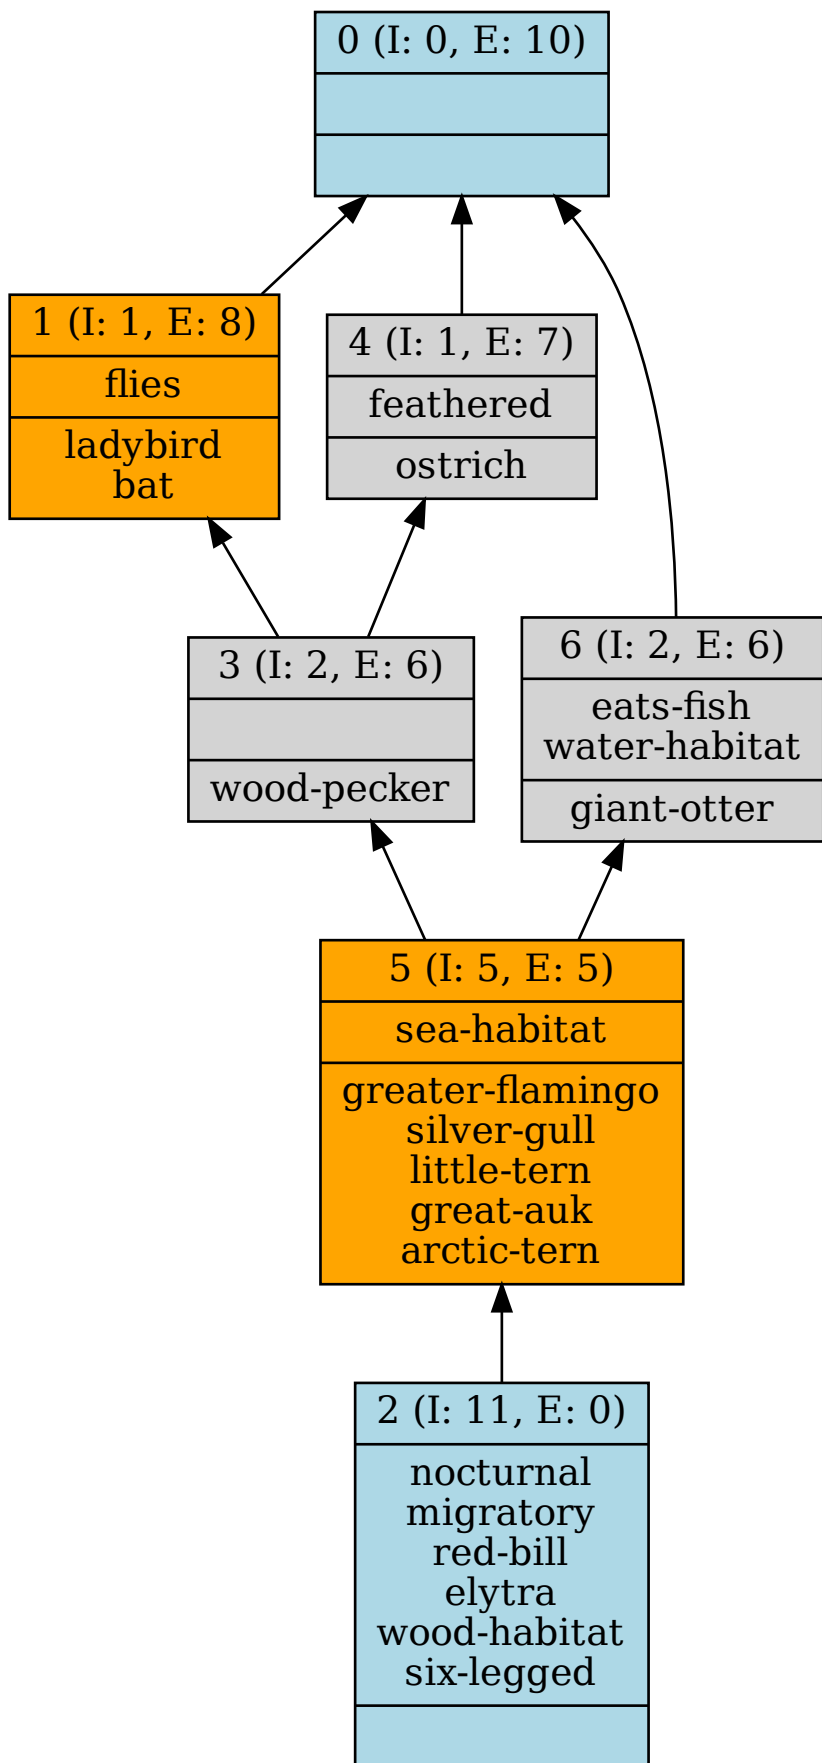 0 (I: 0, E: 10)
1 (I: 1, E: 8)
flies
ladybird
bat
4 (I: 1, E: 7)
feathered
ostrich
3 (I: 2, E: 6)
wood-pecker
6 (I: 2, E: 6)
eats-fish
water-habitat
giant-otter
5 (I: 5, E: 5)
sea-habitat
greater-flamingo
silver-gull
little-tern
great-auk
arctic-tern
2 (I: 11, E: 0)
nocturnal
migratory
red-bill
elytra
wood-habitat
six-legged